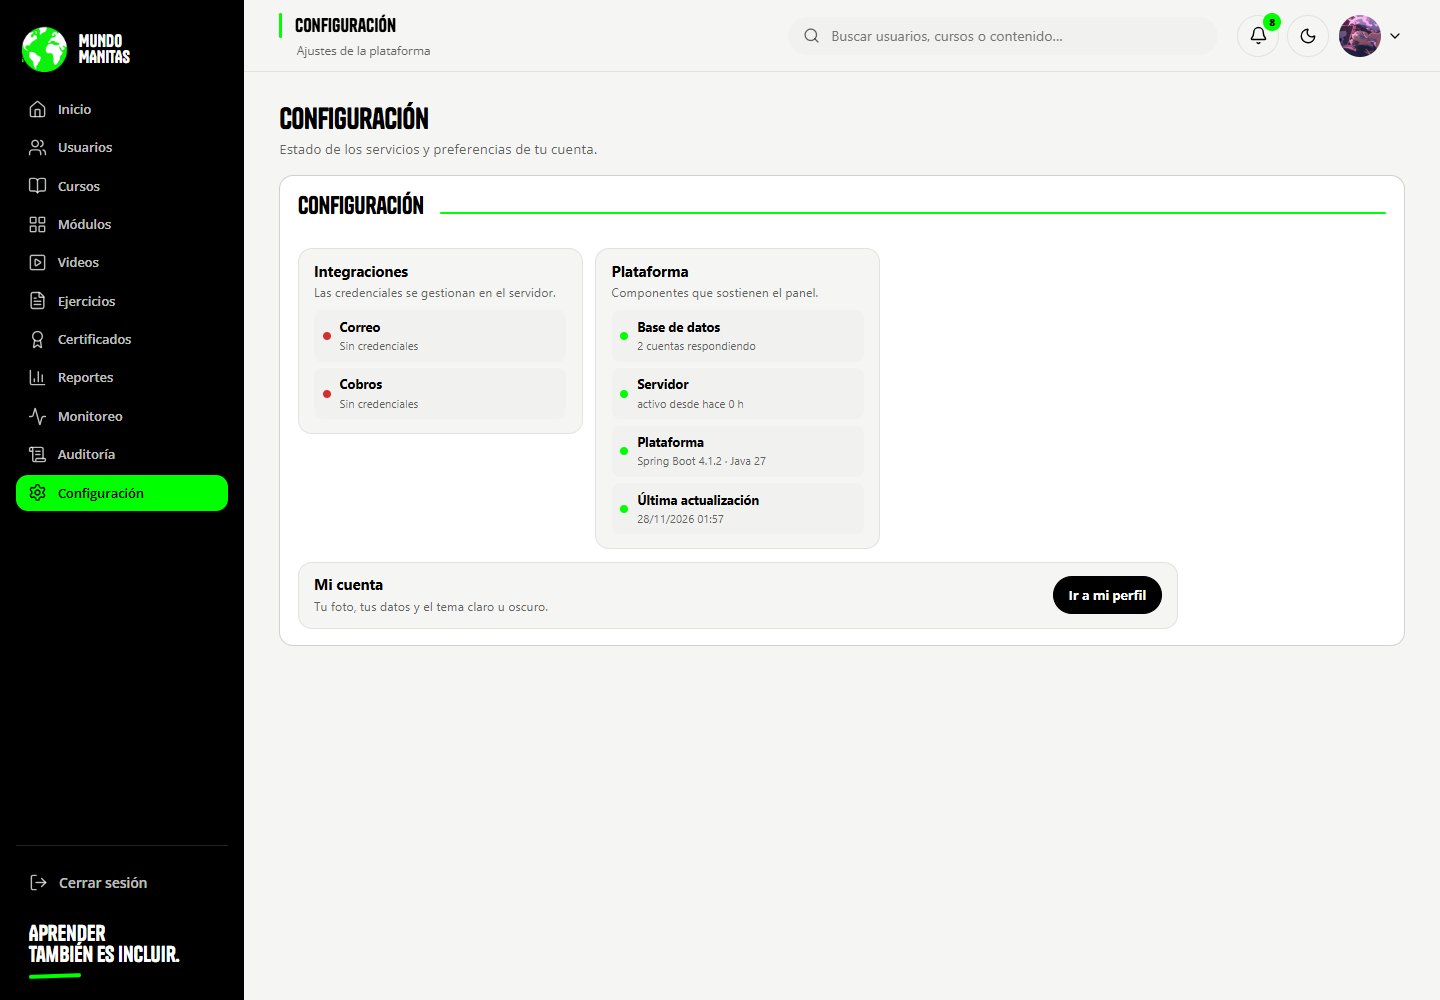 MUNDO
MANITAS
Inicio
Usuarios
Cursos
Módulos
Videos
Ejercicios
Certificados
Reportes
Monitoreo
Auditoría
Configuración
Cerrar sesión
APRENDER
TAMBIÉN ES INCLUIR.
CONFIGURACIÓN
Ajustes de la plataforma
Buscar usuarios, cursos o contenido...
8
CONFIGURACIÓN
Estado de los servicios y preferencias de tu cuenta.
CONFIGURACIÓN
Integraciones
Las credenciales se gestionan en el servidor.
Correo
Sin credenciales
Cobros
Sin credenciales
Plataforma
Componentes que sostienen el panel.
Base de datos
2 cuentas respondiendo
Servidor
activo desde hace 0 h
Plataforma
Spring Boot 4.1.2 · Java 27
Última actualización
28/11/2026 01:57
Mi cuenta
Tu foto, tus datos y el tema claro u oscuro.
Ir a mi perfil